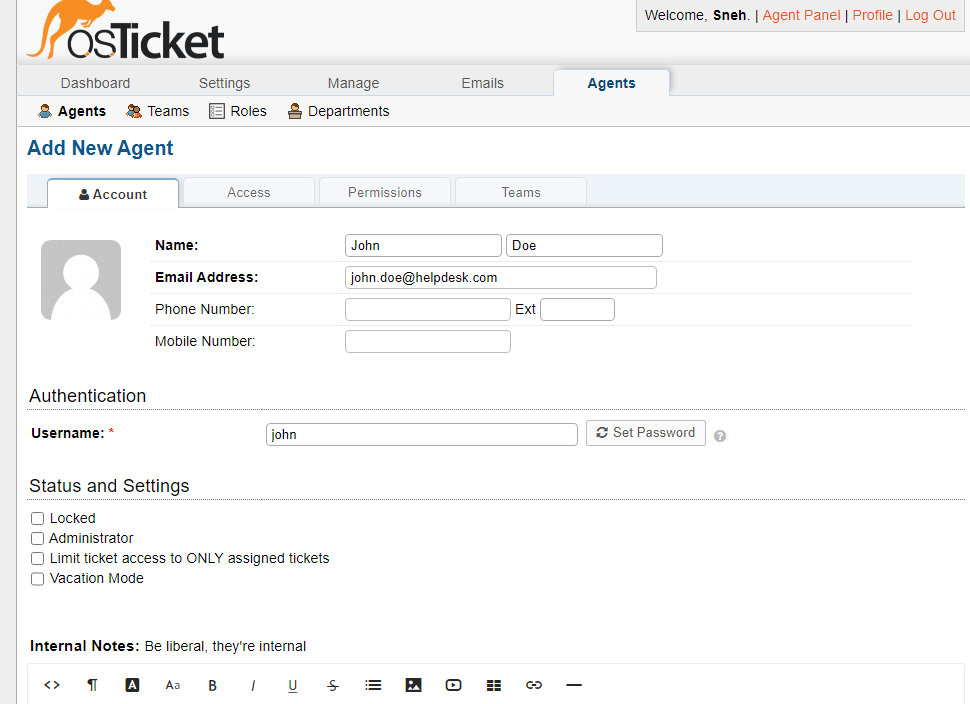 osTicket
Welcome, Sneh. | Agent Panel | Profile | Log Out
Dashboard Settings Manage Emails Agents
Agents Teams Roles Departments
Add New Agent
Account Access Permissions Teams
Name: John Doe
Email Address: john.doe@helpdesk.com
Phone Number: Ext
Mobile Number:
Authentication
Username: * john Set Password ?
Status and Settings
Locked
Administrator
Limit ticket access to ONLY assigned tickets
Vacation Mode
Internal Notes: Be liberal, they're internal
<> ¶ A Aa B I U S